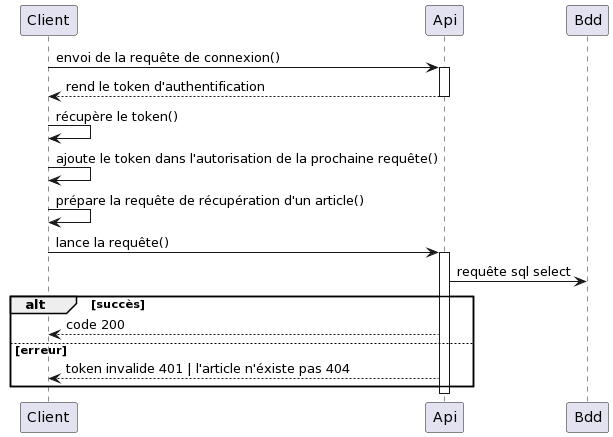 Client Api Bdd
envoi de la requête de connexion()
rend le token d'authentification
récupère le token()
ajoute le token dans l'autorisation de la prochaine requête()
prépare la requête de récupération d'un article()
lance la requête()
requête sql select
alt [succès]
code 200
[erreur]
token invalide 401 | l'article n'éxiste pas 404
Client Api Bdd